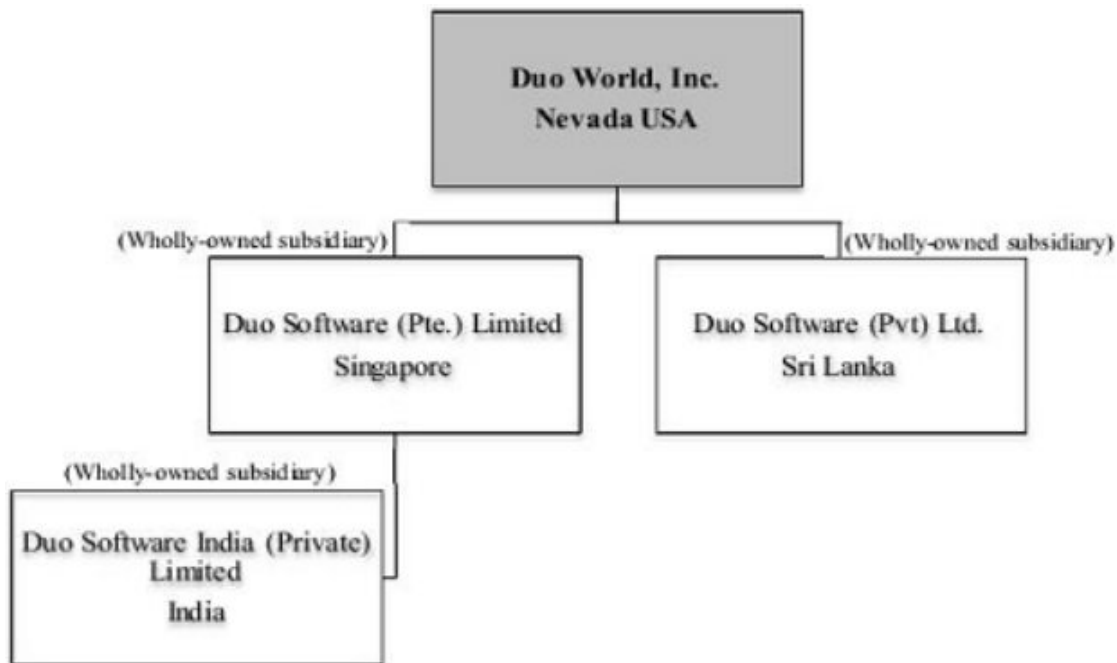 Duo World, Inc.
Nevada USA
(Wholly-owned subsidiary)
(Wholly-owned subsidiary)
Duo Software (Pte.) Limited
Singapore
Duo Software (Pvt) Ltd.
Sri Lanka
(Wholly-owned subsidiary)
Duo Software India (Private)
Limited
India